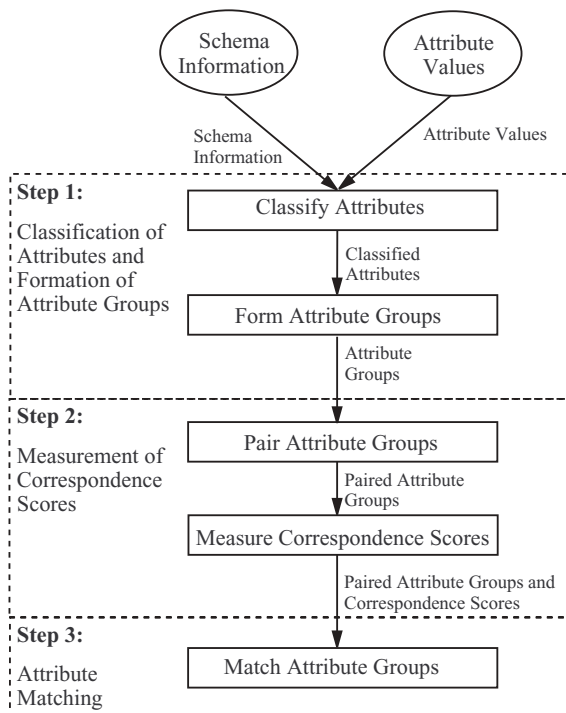 Schema
Information
Attribute
Values
Schema
Information
Attribute Values
Step 1:
Classification of
Attributes and
Formation of
Attribute Groups
Classify Attributes
Classified
Attributes
Form Attribute Groups
Attribute
Groups
Step 2:
Measurement of
Correspondence
Scores
Pair Attribute Groups
Paired Attribute
Groups
Measure Correspondence Scores
Paired Attribute Groups and
Correspondence Scores
Step 3:
Attribute
Matching
Match Attribute Groups